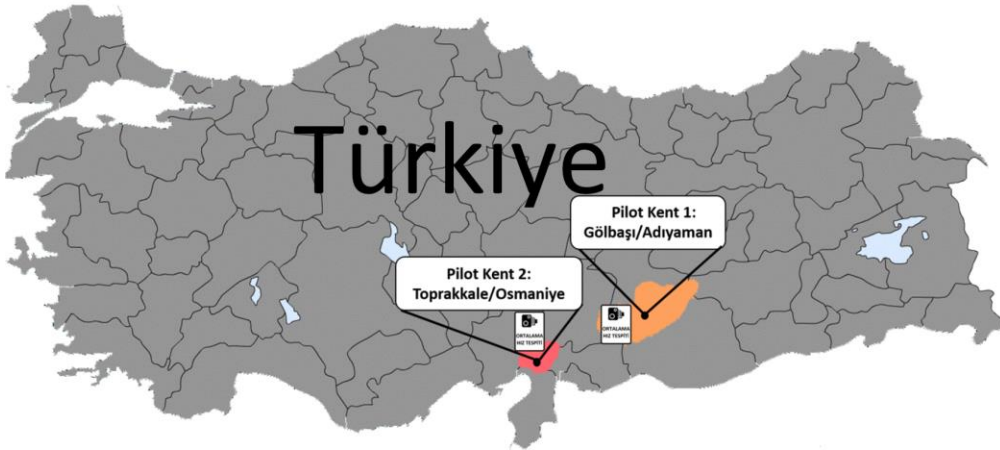 Türkiye
Pilot Kent 1:
Gölbaşı/Adıyaman
Pilot Kent 2:
Toprakkale/Osmaniye
ORTALAMA
HIZ TESPİTİ
ORTALAMA
HIZ TESPİTİ